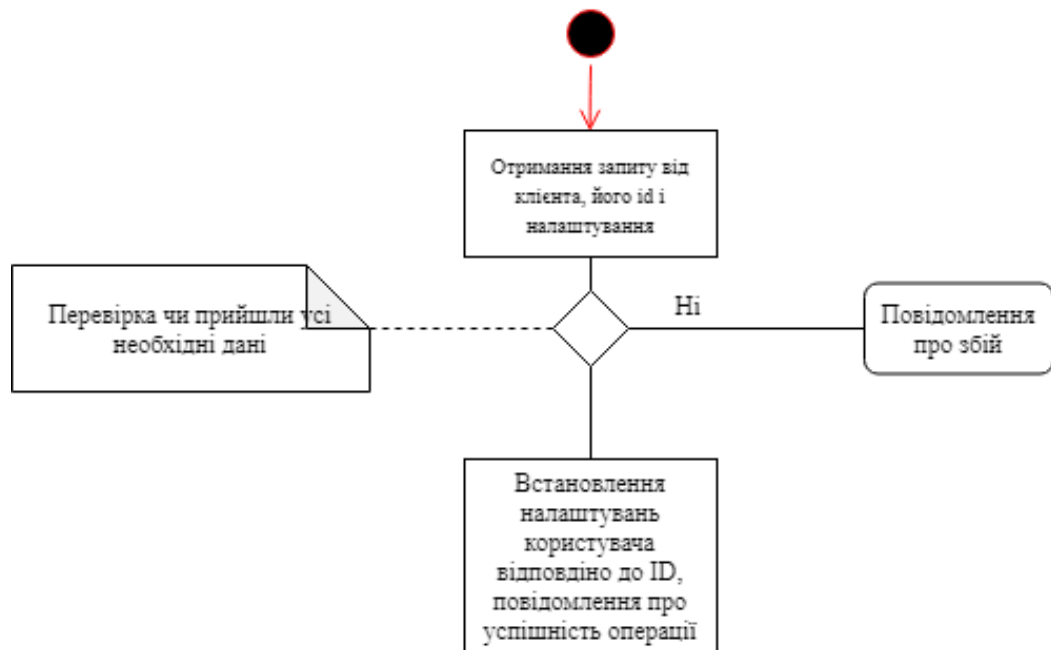 Отримання запиту від
клієнта, його id і
налаштування
Перевірка чи прийшли усі
необхідні дані
Ні
Повідомлення
про збій
Встановлення
налаштувань
користувача
відповдіно до ID,
повідомлення про
успішність операції